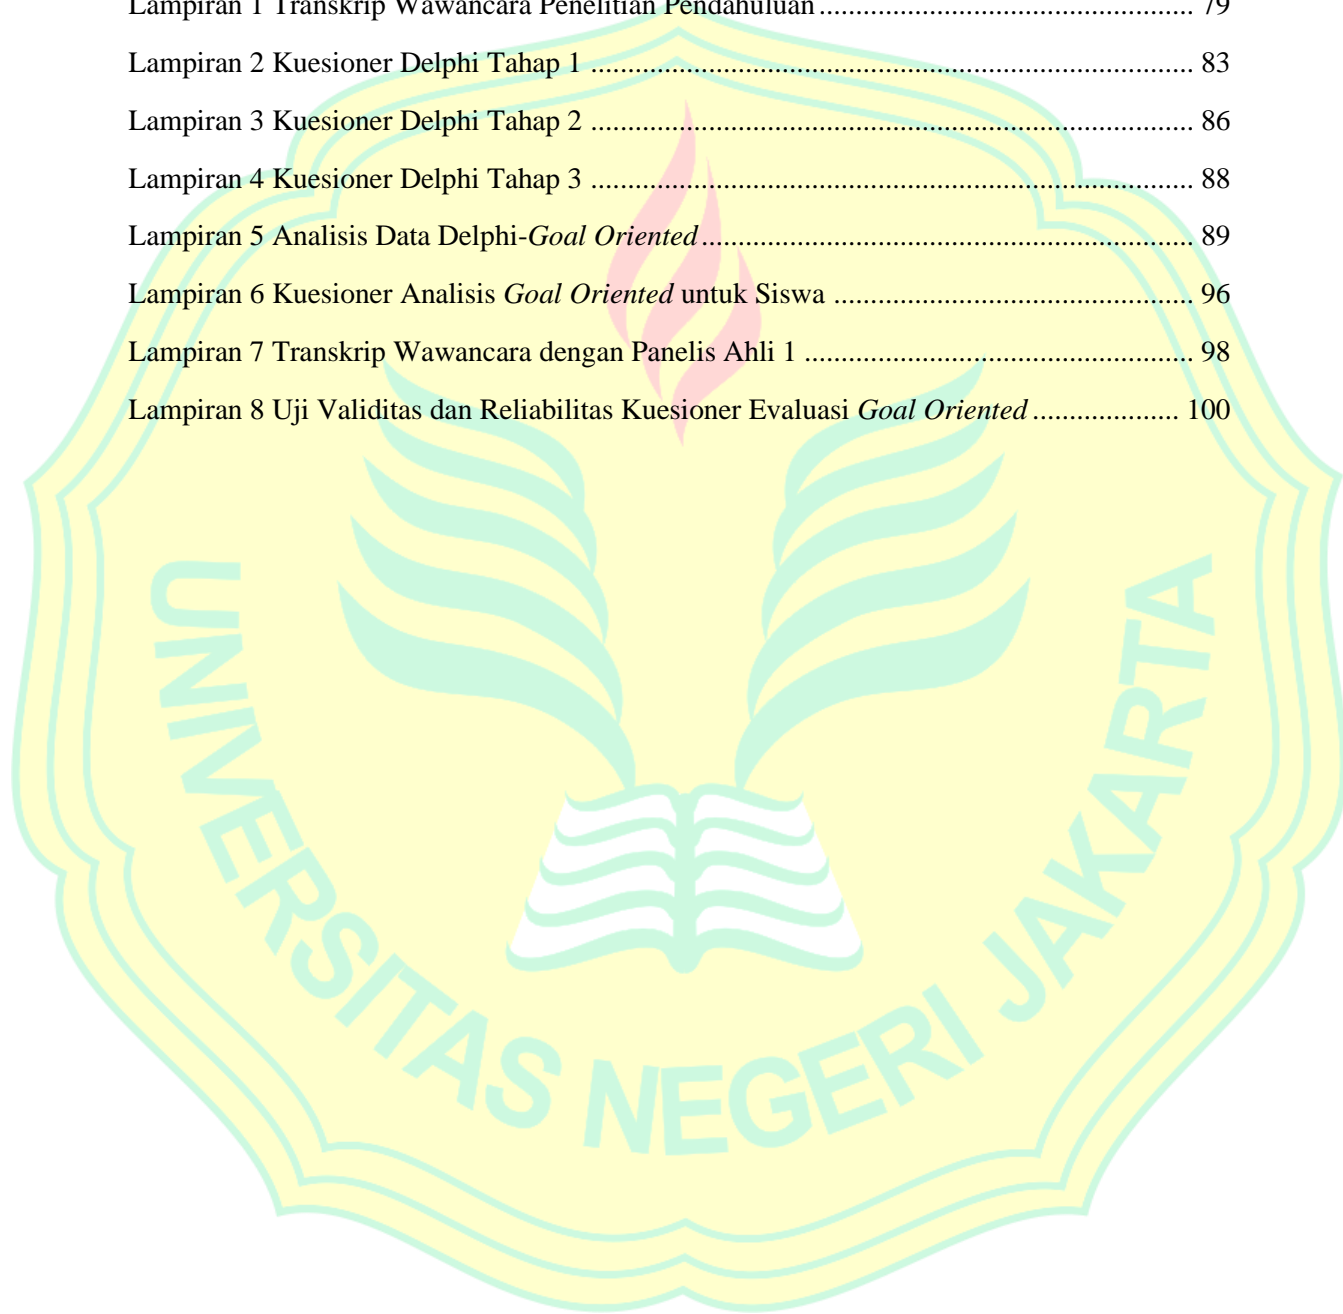 Lampiran 1 Transkrip Wawancara Penelitian Pendahuluan ........................................................ 79
Lampiran 2 Kuesioner Delphi Tahap 1 ................................................................................ 83
Lampiran 3 Kuesioner Delphi Tahap 2 ................................................................................ 86
Lampiran 4 Kuesioner Delphi Tahap 3 ................................................................................ 88
Lampiran 5 Analisis Data Delphi-Goal Oriented .................................................................. 89
Lampiran 6 Kuesioner Analisis Goal Oriented untuk Siswa ................................................ 96
Lampiran 7 Transkrip Wawancara dengan Panelis Ahli 1 .................................................... 98
Lampiran 8 Uji Validitas dan Reliabilitas Kuesioner Evaluasi Goal Oriented ................... 100
UNIVERSITAS NEGERI JAKARTA